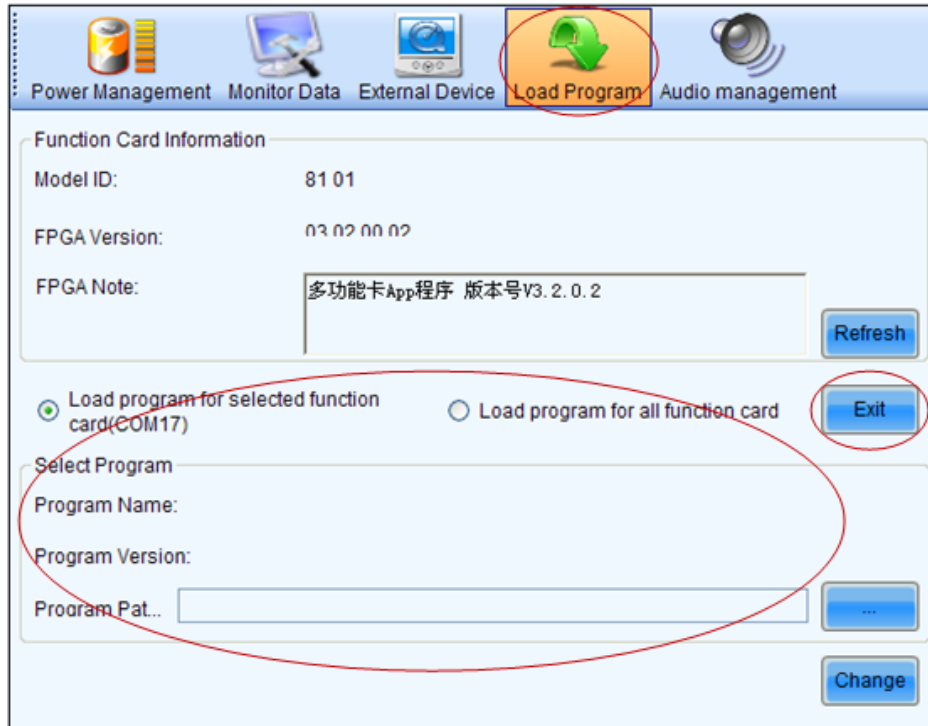 Power Management Monitor Data External Device Load Program Audio management
Function Card Information
Model ID: 81 01
FPGA Version: 03 02 00 02
FPGA Note: 多功能卡App程序 版本号V3.2.0.2
Refresh
Load program for selected function
card(COM17)
Load program for all function card
Exit
Select Program
Program Name:
Program Version:
Program Pat...
...
Change